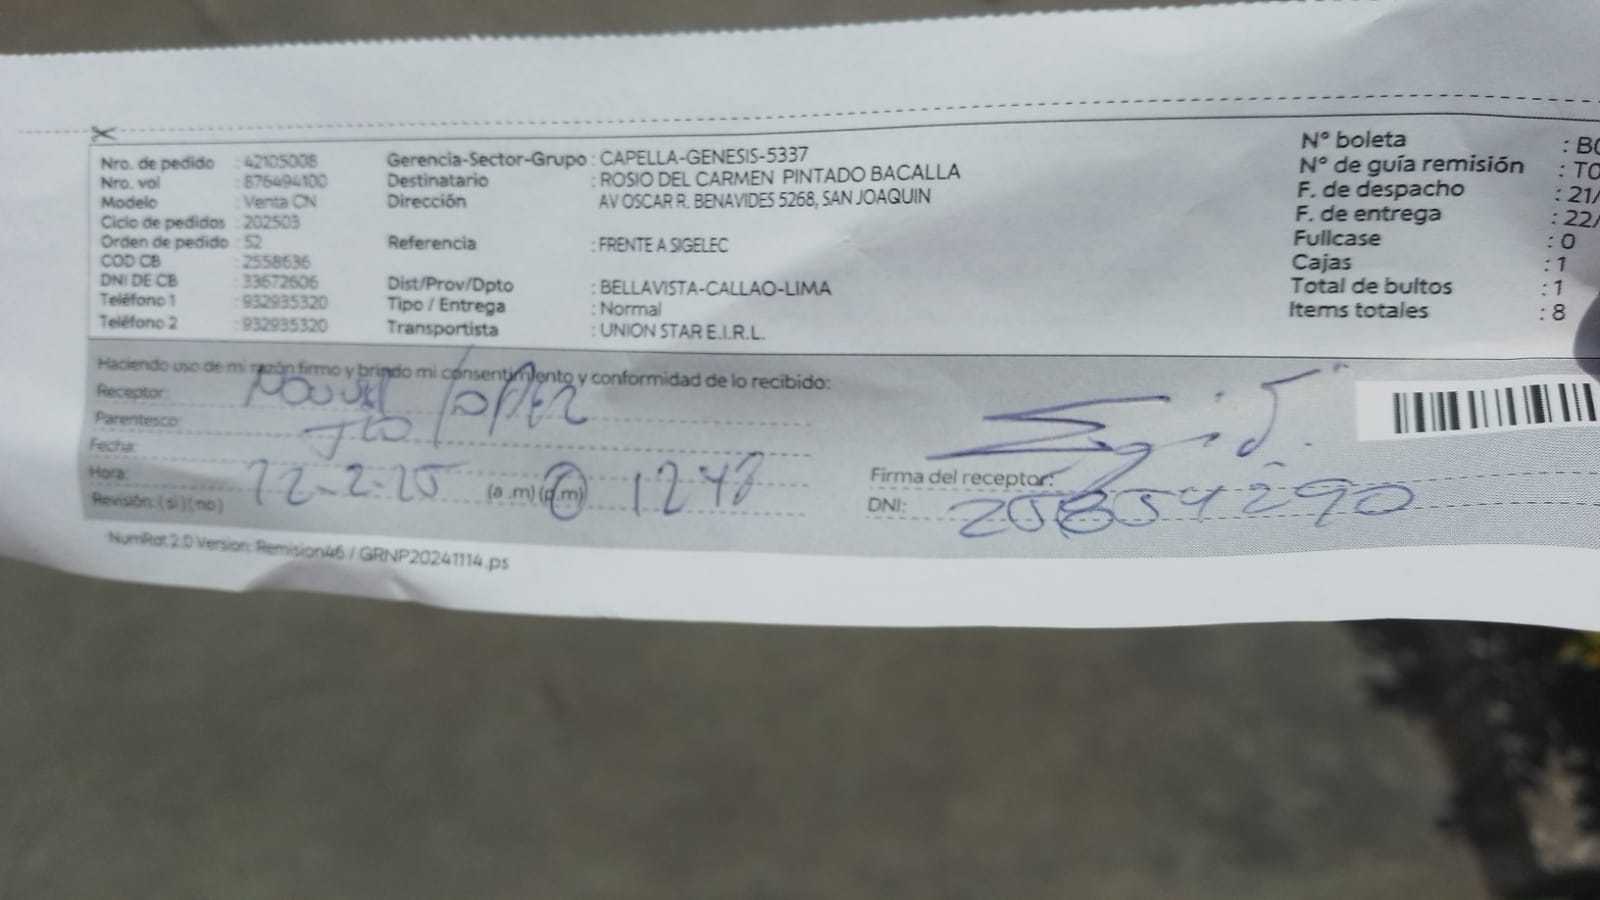 Nro. de pedido : 42105008
Nro. vol : 876494100
Modelo : Venta CN
Ciclo de pedidos : 202503
Orden de pedido : 52
COD CB : 2558636
DNI DE CB : 33672606
Teléfono 1 : 932935320
Teléfono 2 : 932935320
Gerencia-Sector-Grupo : CAPELLA-GENESIS-5337
Destinatario : ROSIO DEL CARMEN PINTADO BACALLA
Dirección AV OSCAR R. BENAVIDES 5268, SAN JOAQUIN
Referencia : FRENTE A SIGELEC
Dist/Prov/Dpto : BELLAVISTA-CALLAO-LIMA
Tipo / Entrega : Normal
Transportista : UNION STAR E.I.R.L.
N° boleta : B0
N° de guía remisión : T0
F. de despacho : 21/
F. de entrega : 22/
Fullcase : 0
Cajas : 1
Total de bultos : 1
Items totales : 8
Haciendo uso de mi razón firmo y brindo mi consentimiento y conformidad de lo recibido:
Receptor:
Parentesco:
Fecha:
Hora: (a .m) (p.m) 1248
Revisión: ( si ) ( no )
Firma del receptor:
DNI: 25854290
NumRot 2.0 Version: Remision46 / GRNP20241114.ps